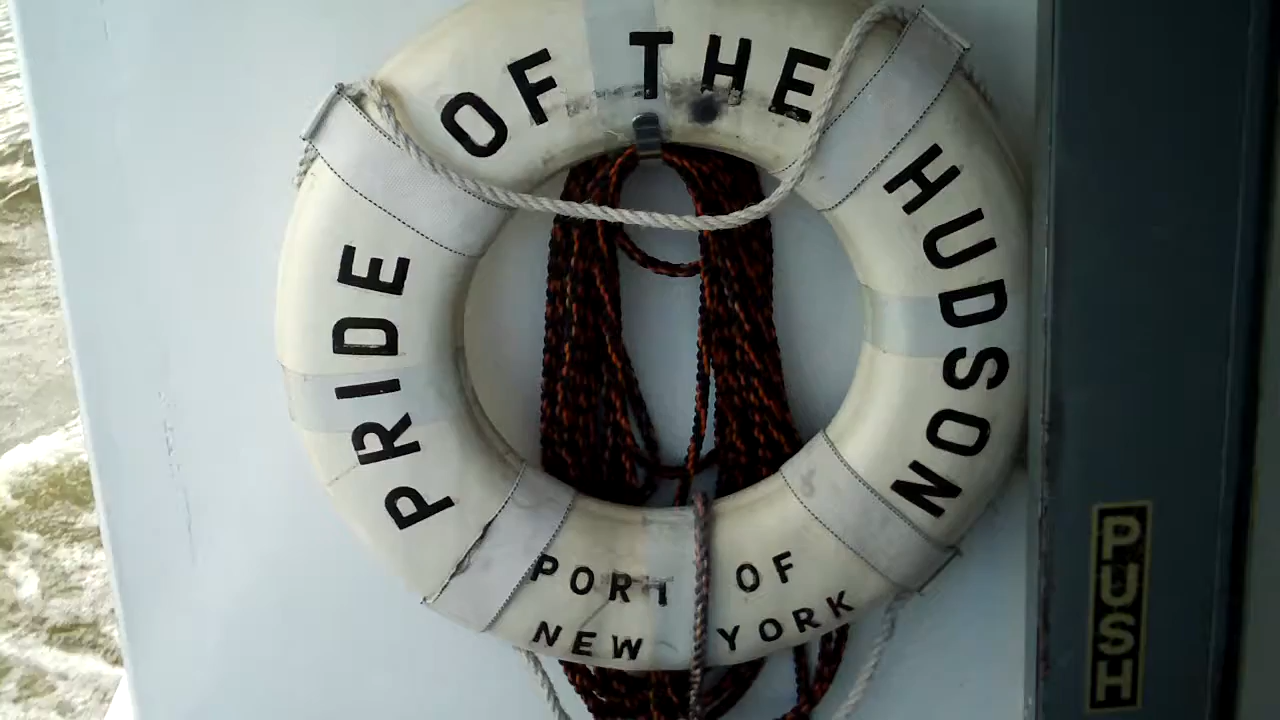 PRIDE OF THE HUDSON
PORT OF
NEW YORK
PUSH